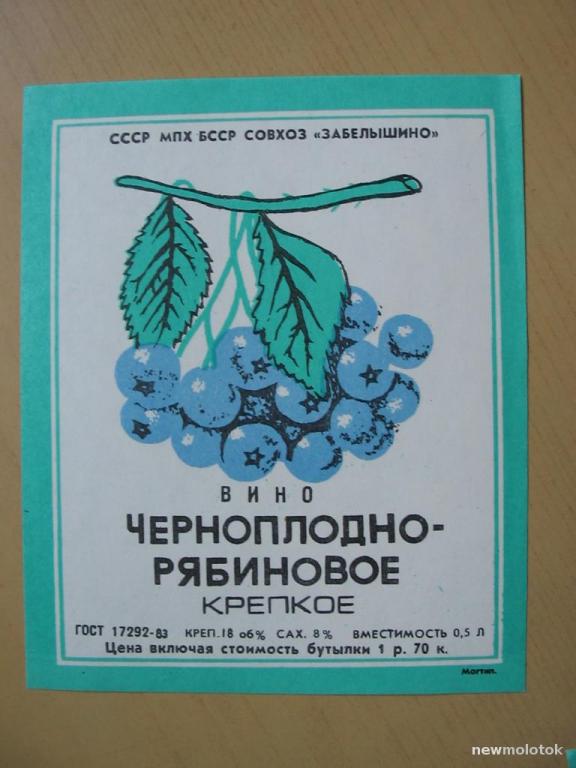 СССР МПХ БССР СОВХОЗ «ЗАБЕЛЫШИНО»
ВИНО
ЧЕРНОПЛОДНО-
РЯБИНОВОЕ
КРЕПКОЕ
ГОСТ 17292-83 КРЕП.18 об% САХ. 8% ВМЕСТИМОСТЬ 0,5 Л
Цена включая стоимость бутылки 1 р. 70 к.
Могтип.
newmolotok